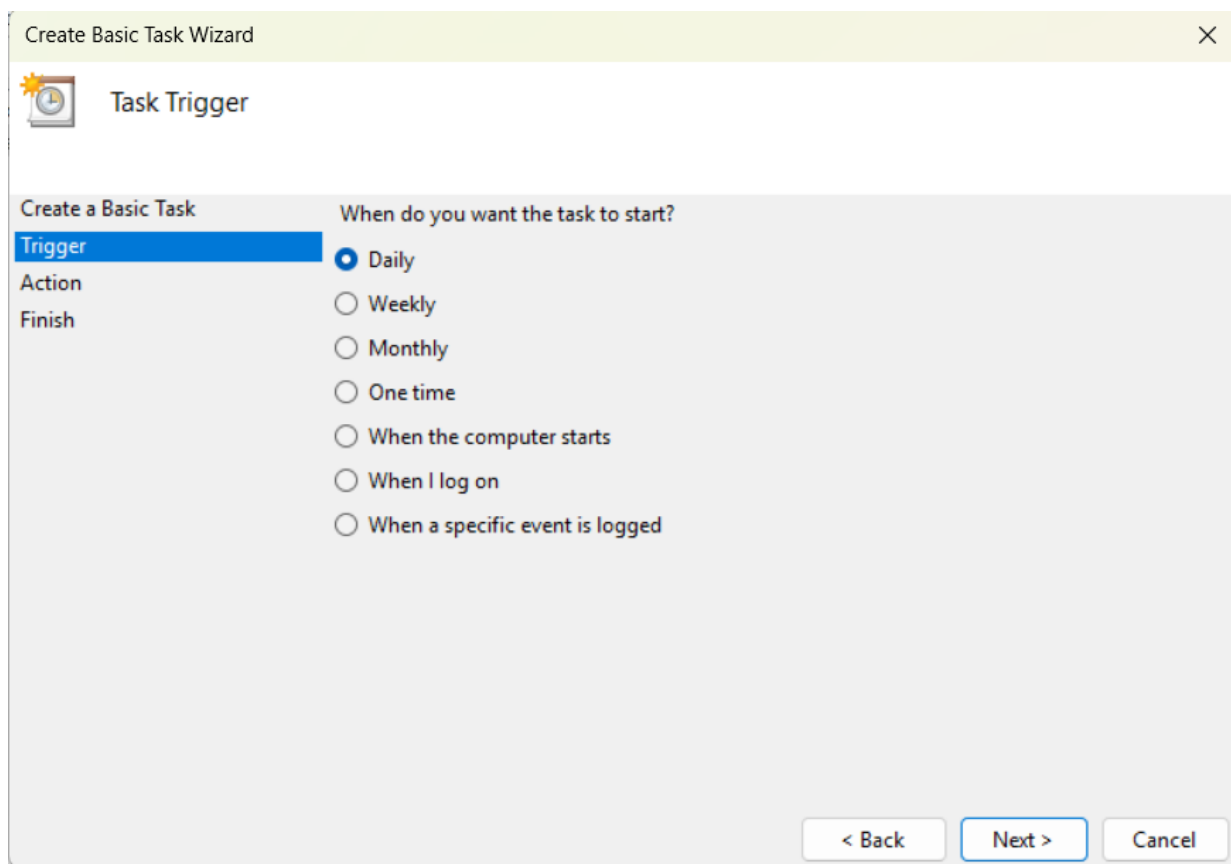 Create Basic Task Wizard
Task Trigger
Create a Basic Task
Trigger
Action
Finish
When do you want the task to start?
Daily
Weekly
Monthly
One time
When the computer starts
When I log on
When a specific event is logged
< Back
Next >
Cancel